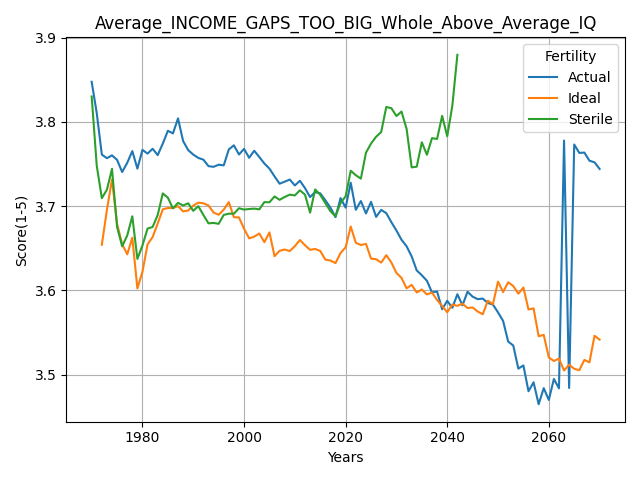 Average_INCOME_GAPS_TOO_BIG_Whole_Above_Average_IQ
3.9
3.8
3.7
3.6
3.5
Score(1-5)
Fertility
Actual
Ideal
Sterile
1980
2000
2020
2040
2060
Years